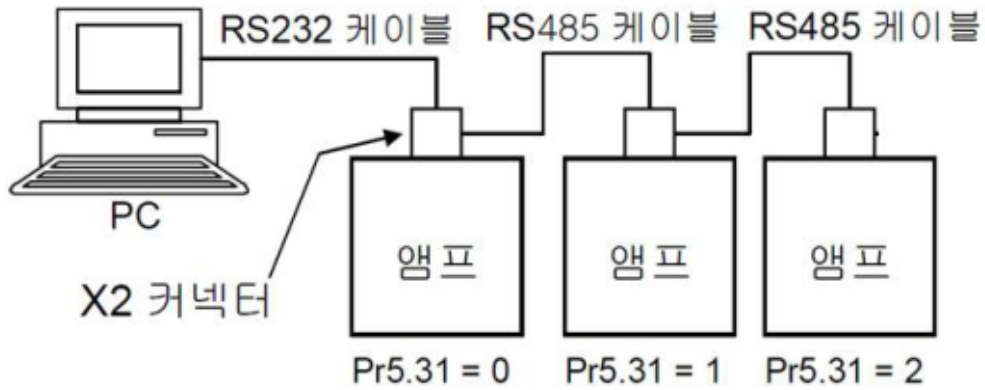 RS232 케이블 RS485 케이블 RS485 케이블
PC
X2 커넥터
앰프 앰프 앰프
Pr5.31 = 0 Pr5.31 = 1 Pr5.31 = 2